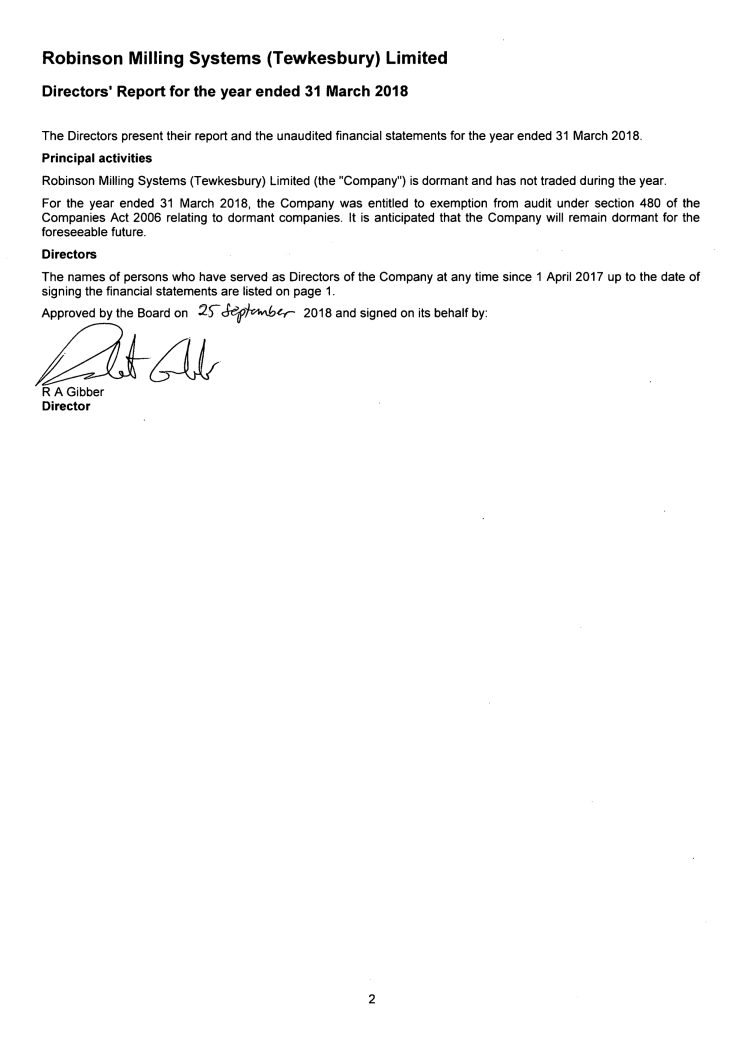 Robinson Milling Systems (Tewkesbury) Limited
Directors' Report for the year ended 31 March 2018
The Directors present their report and the unaudited financial statements for the year ended 31 March 2018.
Principal activities
Robinson Milling Systems (Tewkesbury) Limited (the "Company") is dormant and has not traded during the year.
For the year ended 31 March 2018, the Company was entitled to exemption from audit under section 480 of the
Companies Act 2006 relating to dormant companies. It is anticipated that the Company will remain dormant for the
foreseeable future.
Directors
The names of persons who have served as Directors of the Company at any time since 1 April 2017 up to the date of
signing the financial statements are listed on page 1.
Approved by the Board on 25 September 2018 and signed on its behalf by:
R A Gibber
Director
2